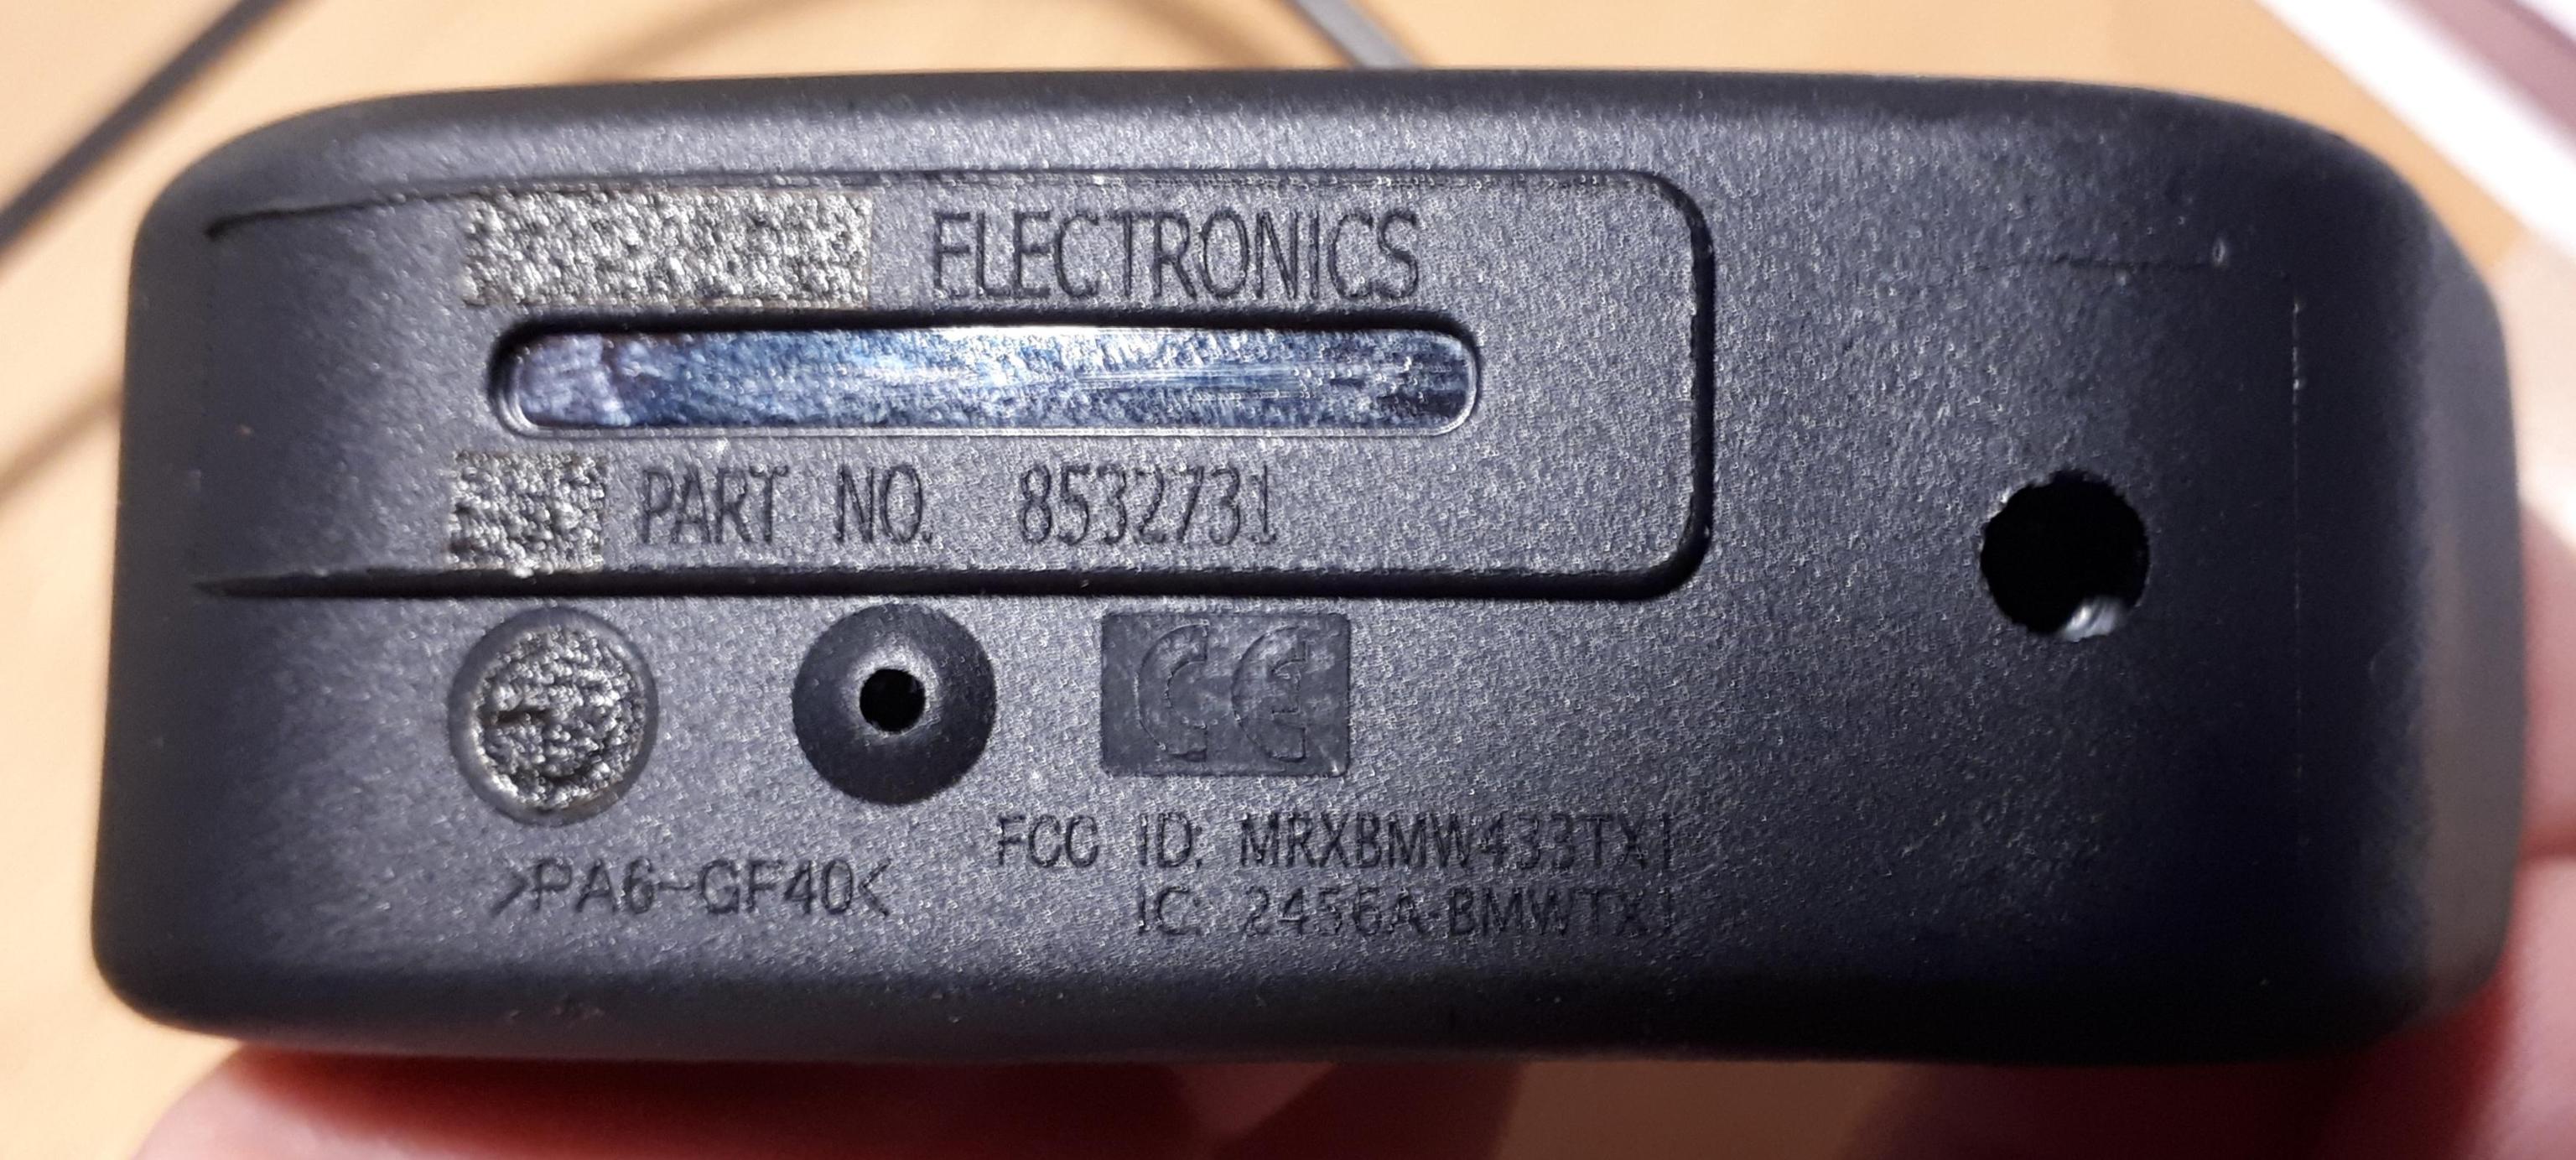 ELECTRONICS
PART NO. 8532731
CE
FCC ID: MRXBMW433TX1
IC: 2456A-BMWTX1
>PA6-GF40<